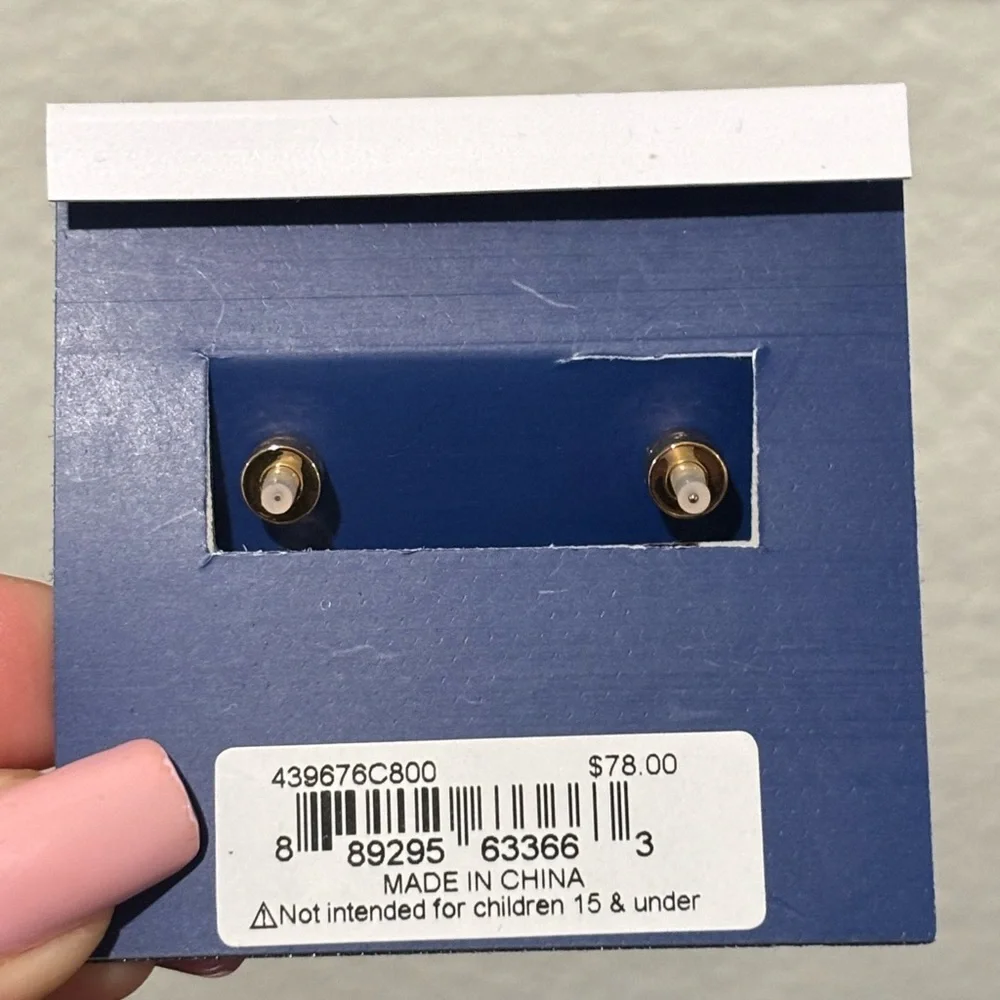 439676C800 $78.00
8 89295 63366 3
MADE IN CHINA
⚠Not intended for children 15 & under